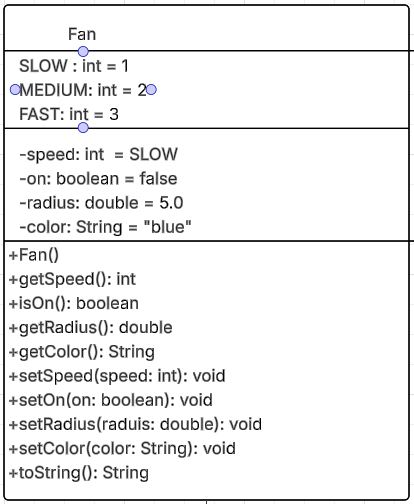 Fan
SLOW : int = 1
MEDIUM: int = 2
FAST: int = 3
-speed: int = SLOW
-on: boolean = false
-radius: double = 5.0
-color: String = "blue"
+Fan()
+getSpeed(): int
+isOn(): boolean
+getRadius(): double
+getColor(): String
+setSpeed(speed: int): void
+setOn(on: boolean): void
+setRadius(raduis: double): void
+setColor(color: String): void
+toString(): String